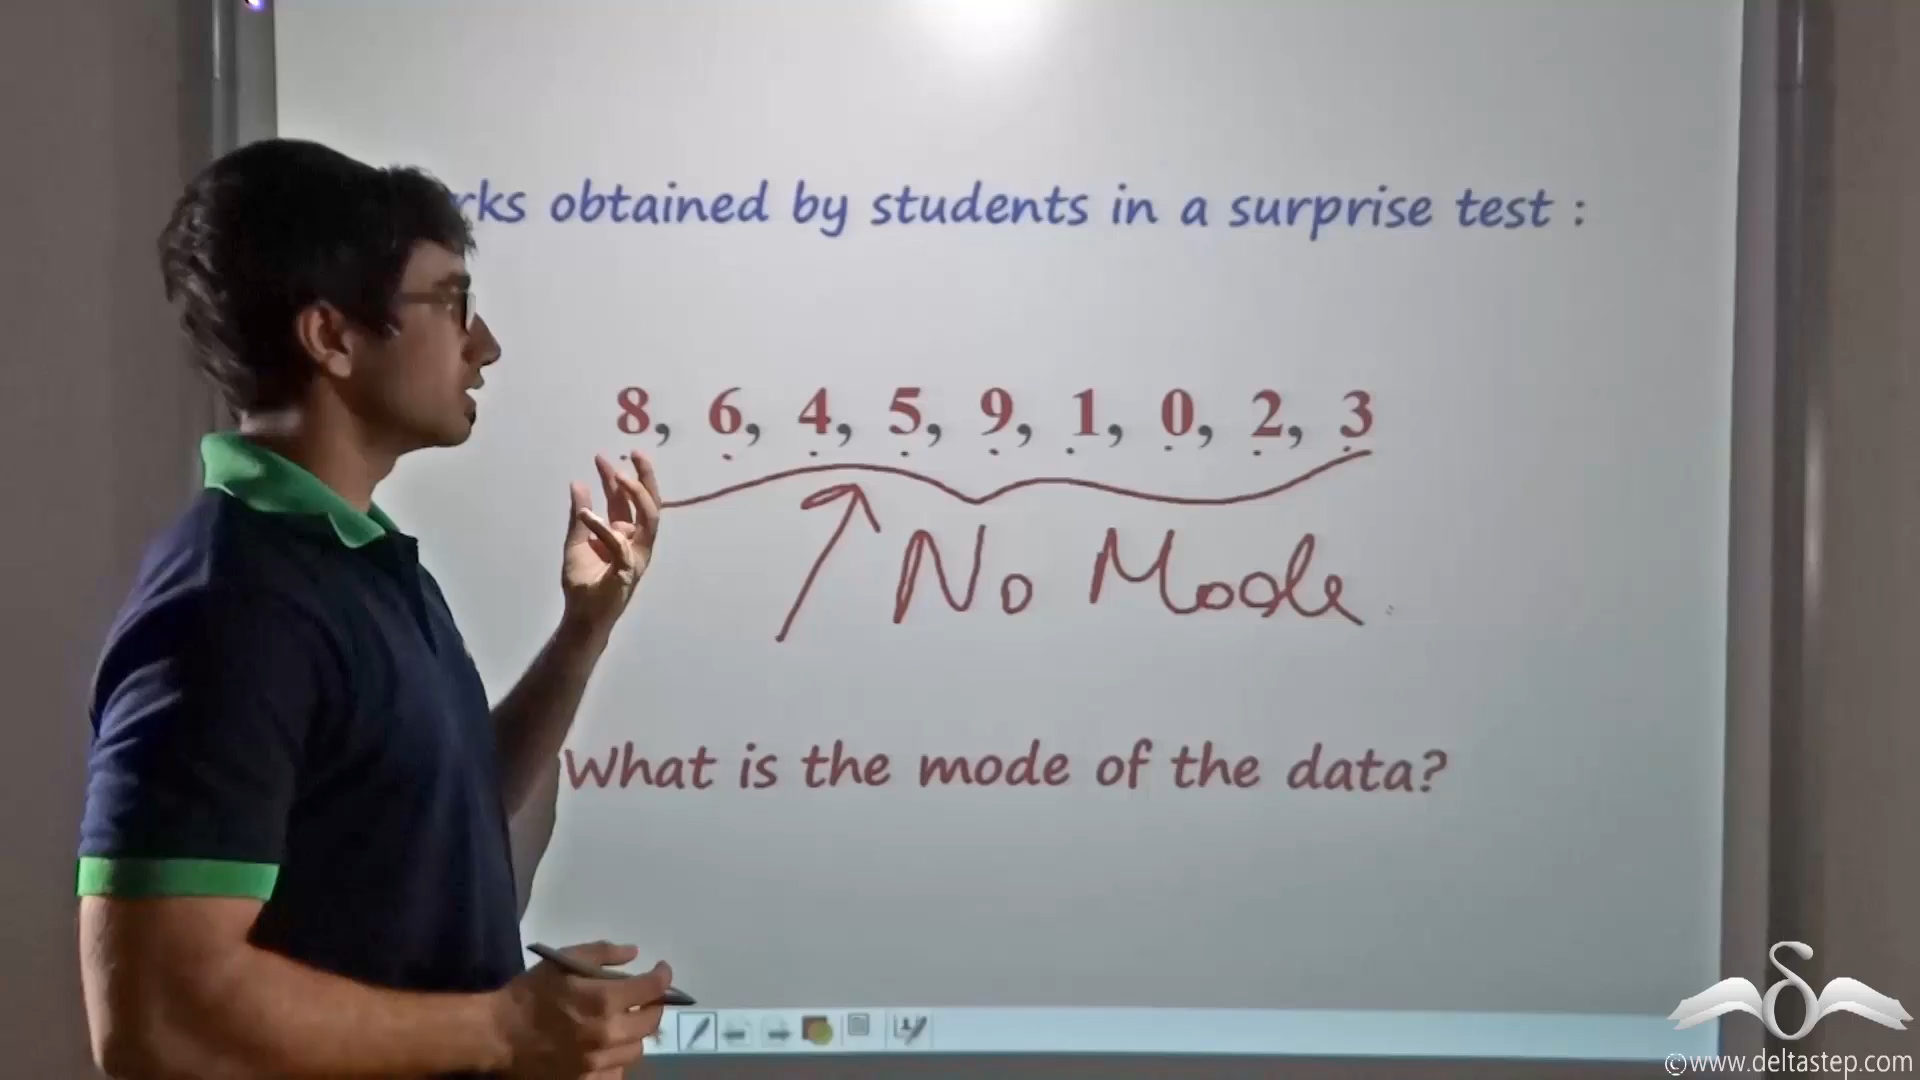 obtained by students in a surprise test :
8, 6, 4, 5, 9, 1, 0, 2, 3
No Mode
What is the mode of the data?
©www.deltastep.com